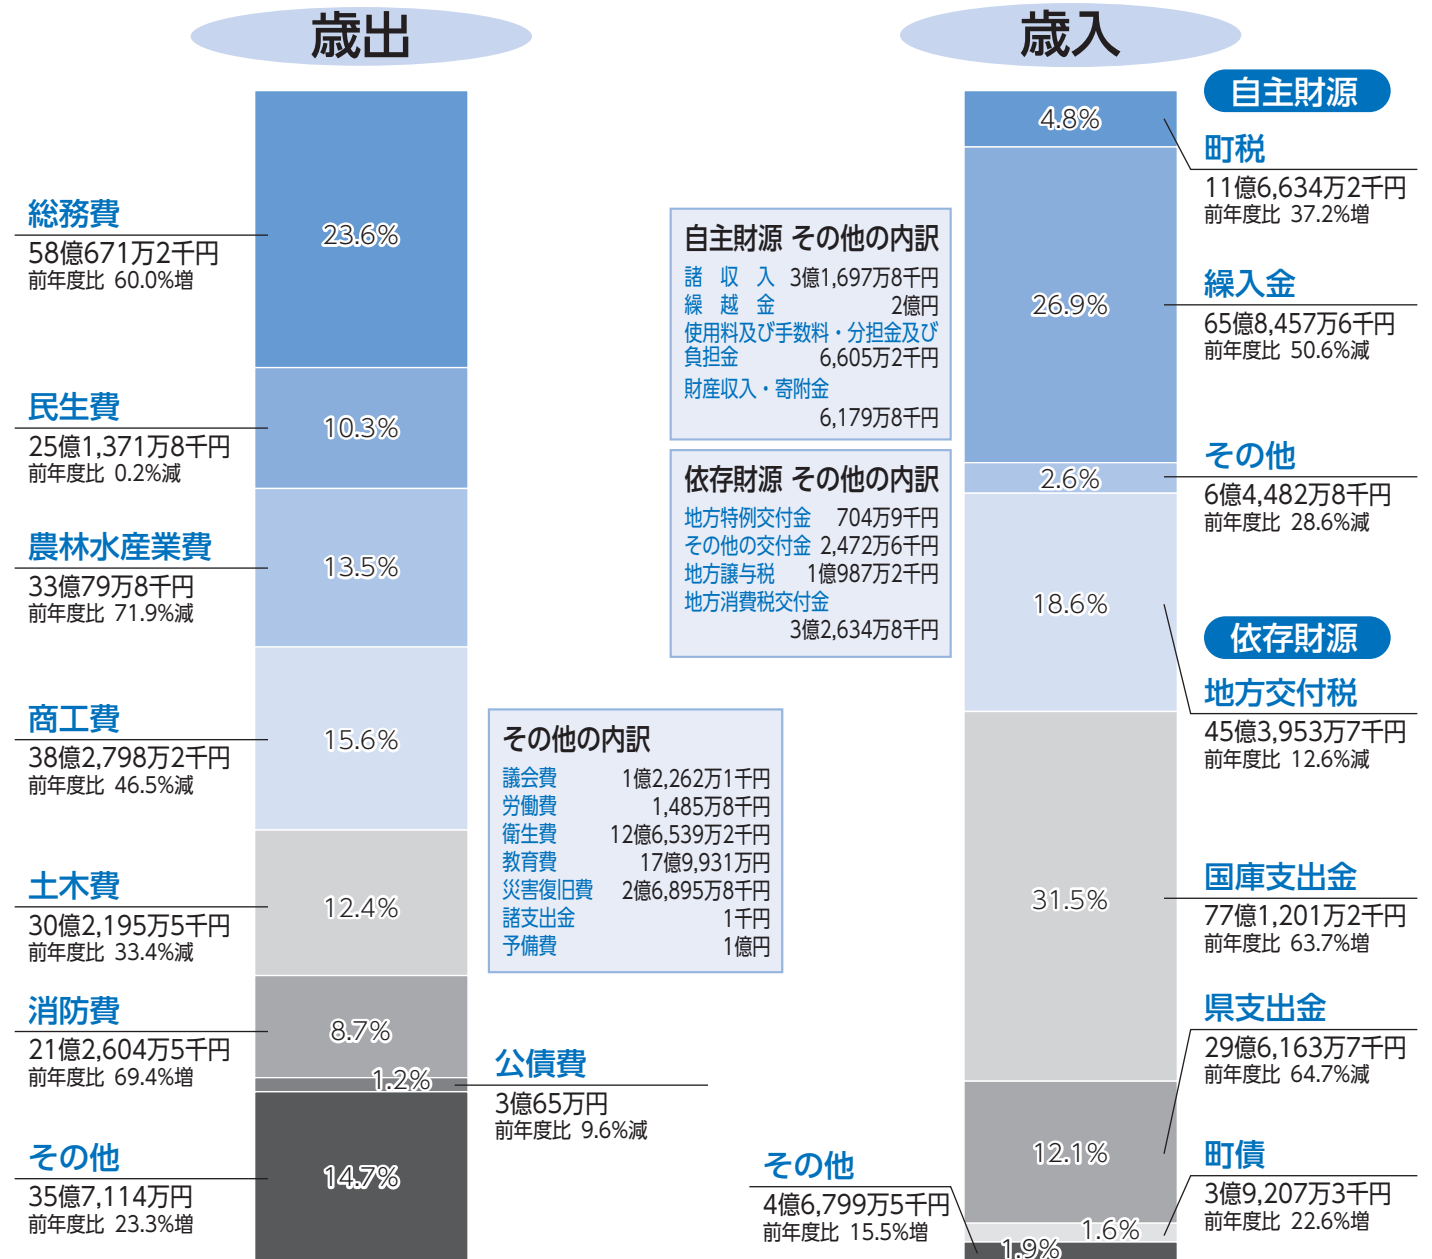 歳出
23.6%
10.3%
13.5%
15.6%
12.4%
8.7%
1.2%
14.7%
総務費
58億671万2千円
前年度比 60.0%増
民生費
25億1,371万8千円
前年度比 0.2%減
農林水産業費
33億79万8千円
前年度比 71.9%減
商工費
38億2,798万2千円
前年度比 46.5%減
土木費
30億2,195万5千円
前年度比 33.4%減
消防費
21億2,604万5千円
前年度比 69.4%増
公債費
3億65万円
前年度比 9.6%減
その他
35億7,114万円
前年度比 23.3%増
その他の内訳
議会費 1億2,262万1千円
労働費 1,485万8千円
衛生費 12億6,539万2千円
教育費 17億9,931万円
災害復旧費 2億6,895万8千円
諸支出金 1千円
予備費 1億円
歳入
4.8%
26.9%
2.6%
18.6%
31.5%
12.1%
1.6%
1.9%
自主財源
町税
11億6,634万2千円
前年度比 37.2%増
繰入金
65億8,457万6千円
前年度比 50.6%減
その他
6億4,482万8千円
前年度比 28.6%減
依存財源
地方交付税
45億3,953万7千円
前年度比 12.6%減
国庫支出金
77億1,201万2千円
前年度比 63.7%増
県支出金
29億6,163万7千円
前年度比 64.7%減
町債
3億9,207万3千円
前年度比 22.6%増
その他
4億6,799万5千円
前年度比 15.5%増
自主財源 その他の内訳
諸収入 3億1,697万8千円
繰越金 2億円
使用料及び手数料・分担金及び
負担金 6,605万2千円
財産収入・寄附金
6,179万8千円
依存財源 その他の内訳
地方特例交付金 704万9千円
その他の交付金 2,472万6千円
地方譲与税 1億987万2千円
地方消費税交付金
3億2,634万8千円